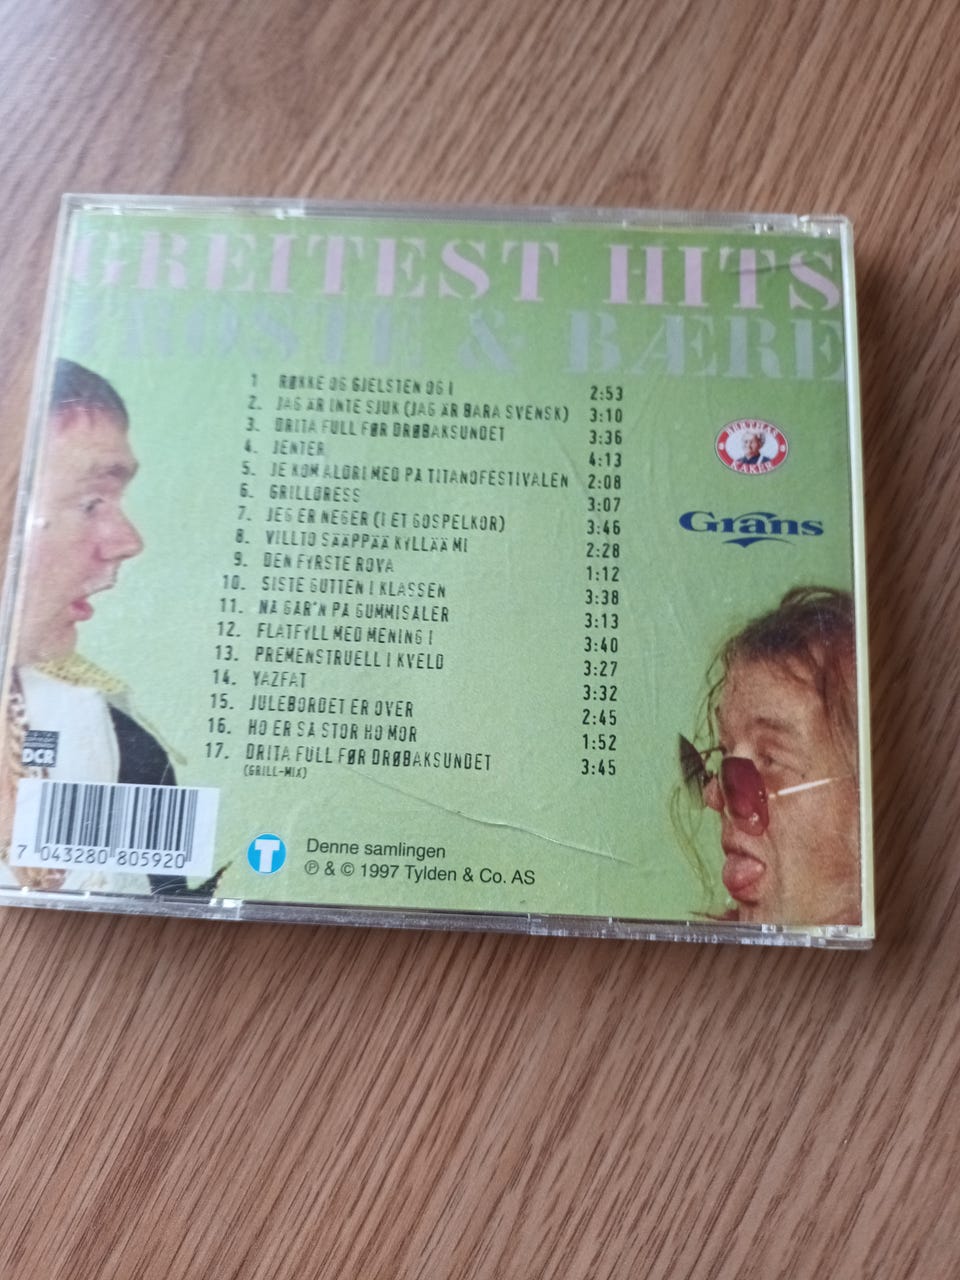 GREITEST HITS
TRØSTE & BÆRE
1 RØKKE OG GJELSTEN OG I 2:53
2. JAG ÄR INTE SJUK (JAG ÄR BARA SVENSK) 3:10
3. DRITA FULL FØR DRØBAKSUNDET 3:36
4. JENTER 4:13
5. JE KOM ALDRI MED PÅ TITANOFESTIVALEN 2:08
6. GRILLDRESS 3:07
7. JEG ER NEGER (I ET GOSPELKOR) 3:46
8. VILLTO SÄÄPPÄÄ KYLLÄÄ MI 2:28
9. DEN FYRSTE ROVA 1:12
10. SISTE GUTTEN I KLASSEN 3:38
11. NÅ GÅR'N PÅ GUMMISÅLER 3:13
12. FLATFYLL MED MENING I 3:40
13. PREMENSTRUELL I KVELD 3:27
14. YAZFAT 3:32
15. JULEBORDET ER OVER 2:45
16. HO ER SÅ STOR HO MOR 1:52
17. DRITA FULL FØR DRØBAKSUNDET 3:45
(GRILL-MIX)
BERTHAS
KAKER
Grans
DCR
7 043280 805920
T
Denne samlingen
℗ & © 1997 Tylden & Co. AS